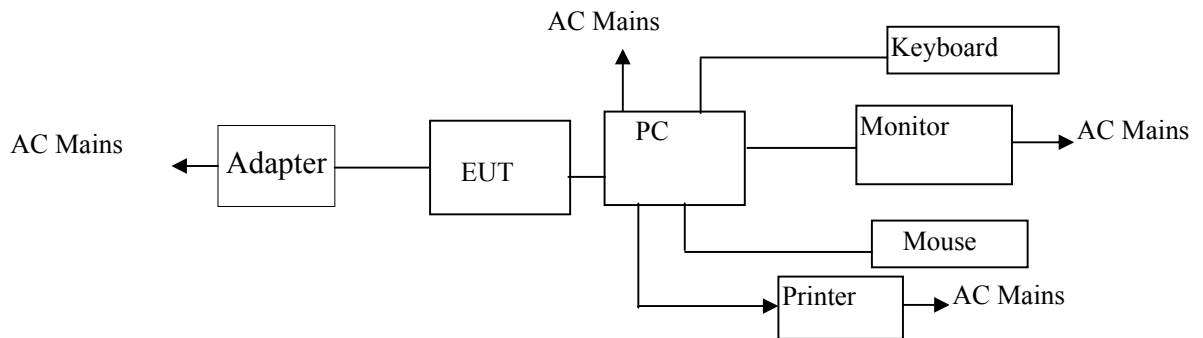 AC Mains
Keyboard
PC
Monitor
AC Mains
AC Mains
Adapter
EUT
Mouse
Printer
AC Mains